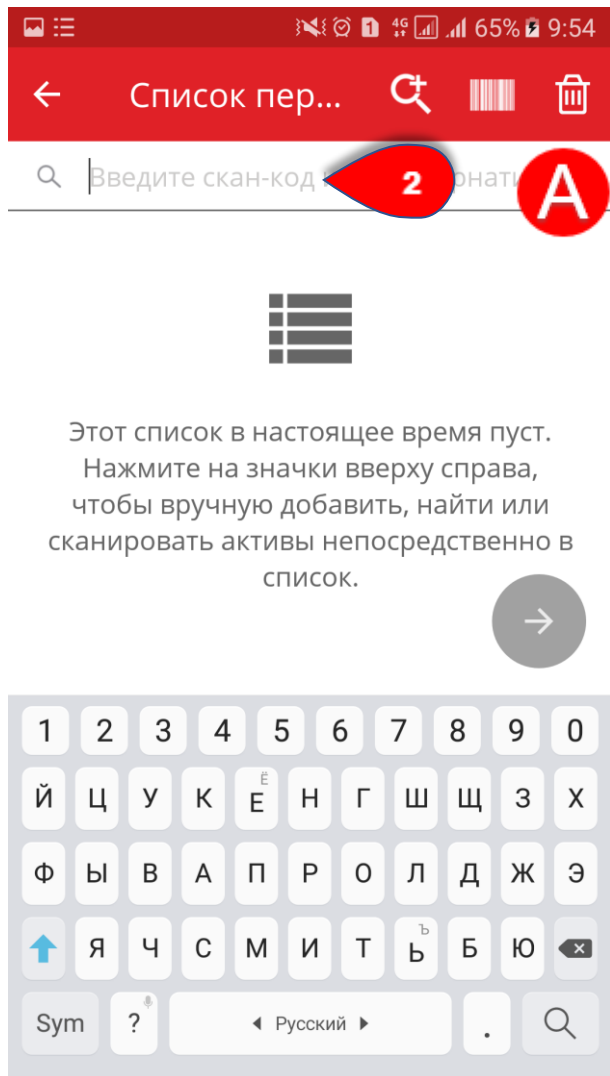 1 4G 65% 9:54
Список пер...
Введите скан-код 2 A
Этот список в настоящее время пуст.
Нажмите на значки вверху справа,
чтобы вручную добавить, найти или
сканировать активы непосредственно в
список.
1 2 3 4 5 6 7 8 9 0
Ё
Й Ц У К Е Н Г Ш Щ З Х
Ф Ы В А П Р О Л Д Ж Э
Ъ
Я Ч С М И Т Ь Б Ю
Sym ? Русский .